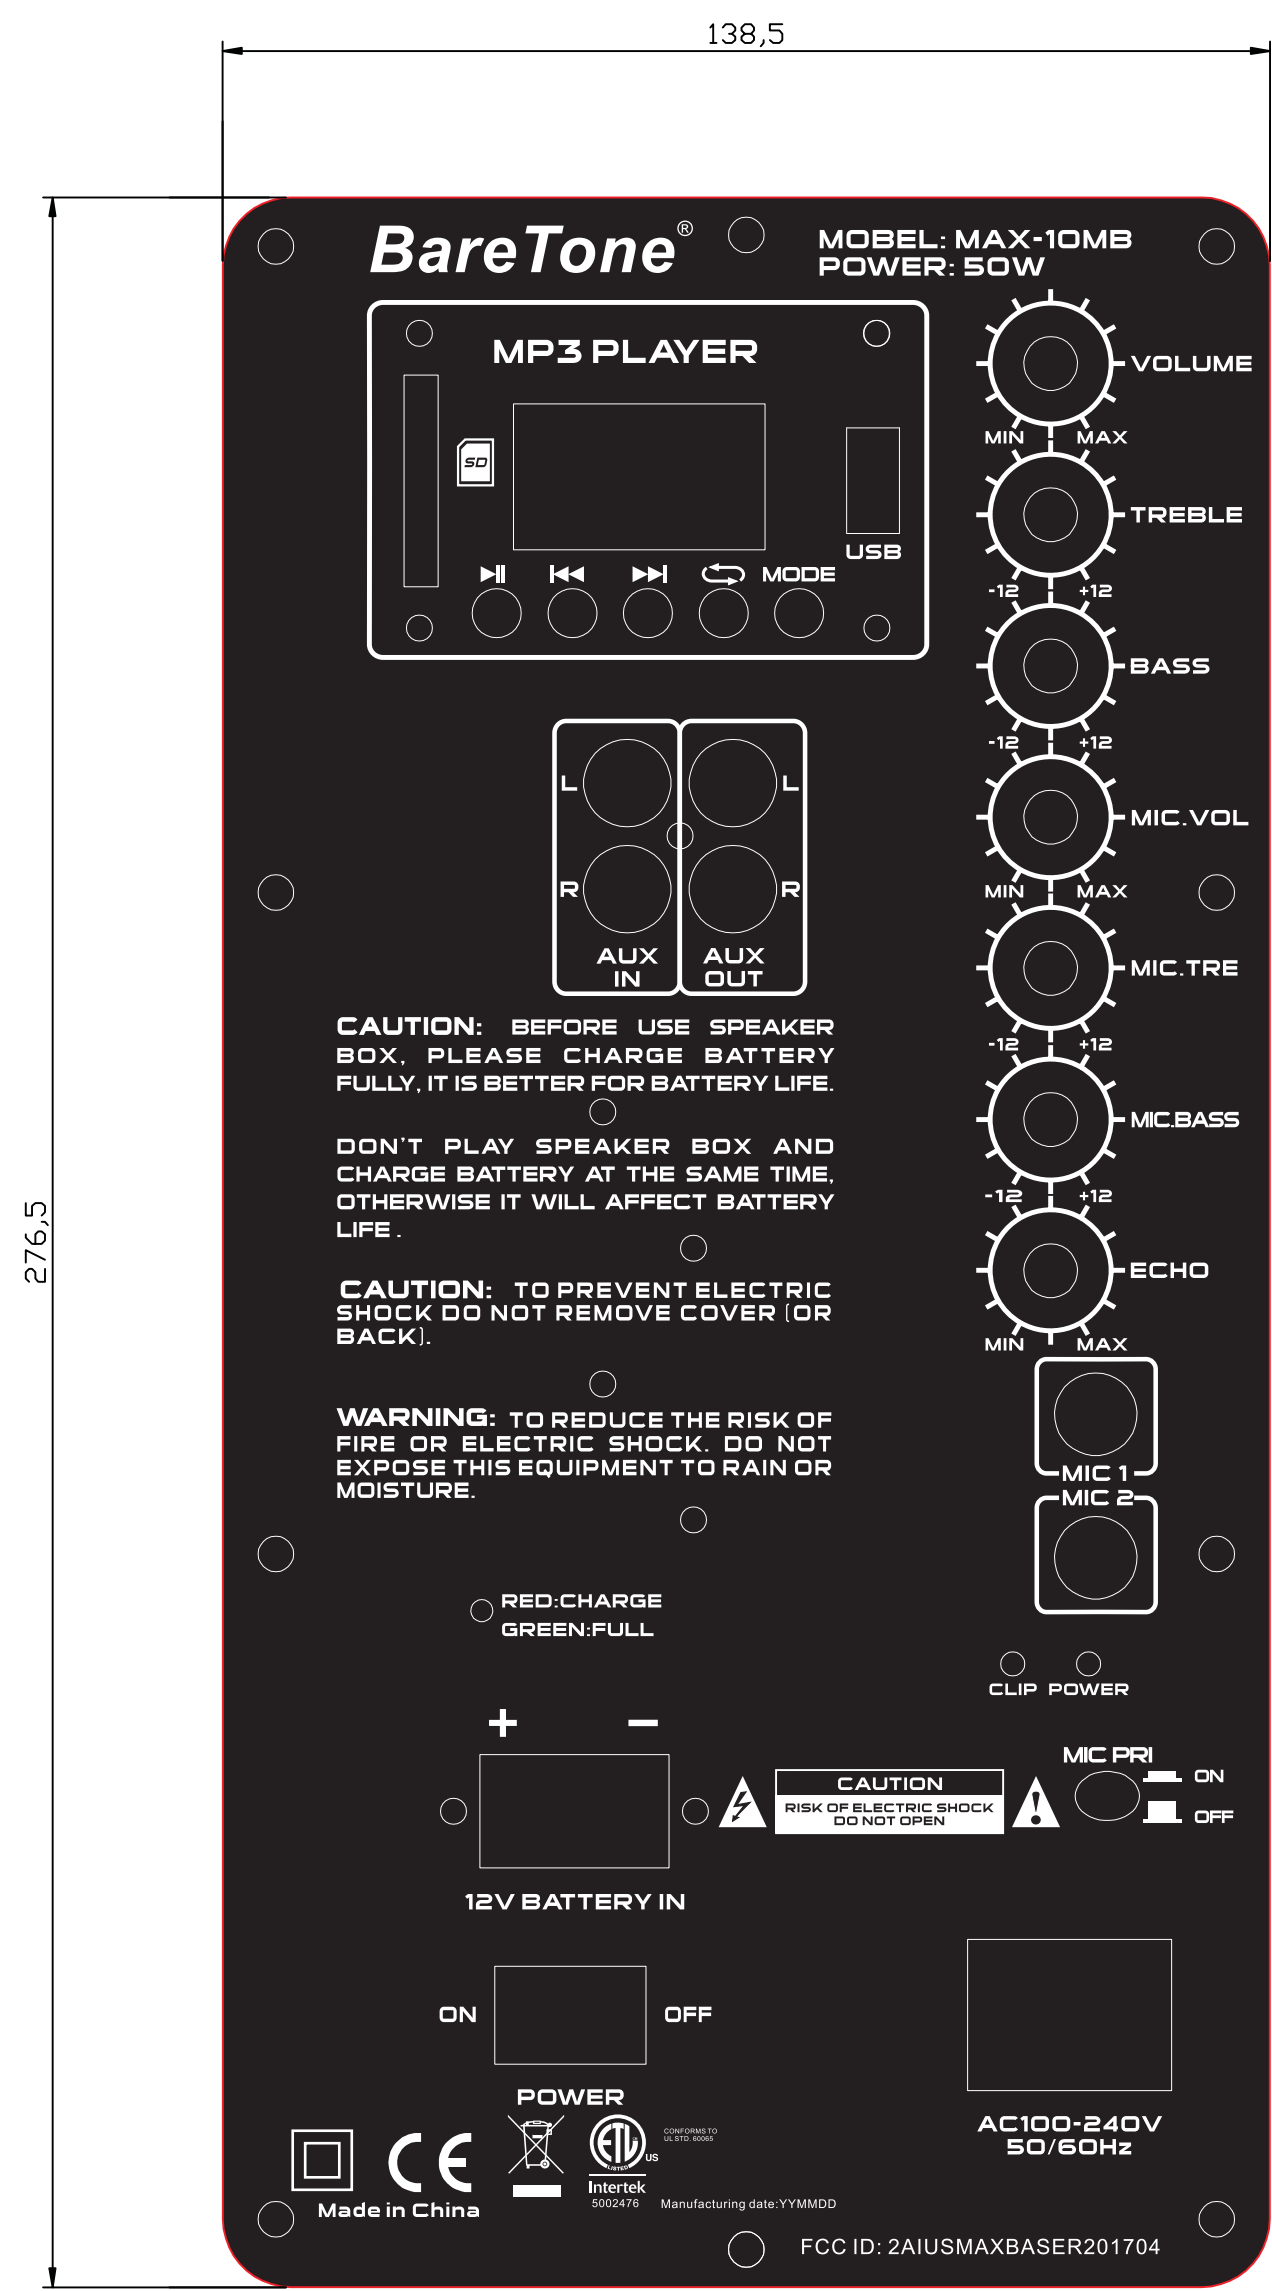 138,5
276,5
BareTone®
MOBEL: MAX-10MB
POWER: 50W
MP3 PLAYER
SD
USB
MODE
VOLUME
MIN MAX
TREBLE
-12 +12
BASS
-12 +12
MIC.VOL
MIN MAX
MIC.TRE
-12 +12
MIC.BASS
-12 +12
ECHO
MIN MAX
L L
R R
AUX IN
AUX OUT
CAUTION: BEFORE USE SPEAKER
BOX, PLEASE CHARGE BATTERY
FULLY, IT IS BETTER FOR BATTERY LIFE.
DON'T PLAY SPEAKER BOX AND
CHARGE BATTERY AT THE SAME TIME,
OTHERWISE IT WILL AFFECT BATTERY
LIFE .
CAUTION: TO PREVENT ELECTRIC
SHOCK DO NOT REMOVE COVER (OR
BACK).
WARNING: TO REDUCE THE RISK OF
FIRE OR ELECTRIC SHOCK. DO NOT
EXPOSE THIS EQUIPMENT TO RAIN OR
MOISTURE.
MIC 1
MIC 2
RED:CHARGE
GREEN:FULL
CLIP POWER
+ −
12V BATTERY IN
CAUTION
RISK OF ELECTRIC SHOCK
DO NOT OPEN
MIC PRI
ON
OFF
ON OFF
POWER
AC100-240V
50/60Hz
CE
ETL
LISTED
US
Intertek
5002476
CONFORMS TO
UL STD. 60065
Made in China
Manufacturing date:YYMMDD
FCC ID: 2AIUSMAXBASER201704